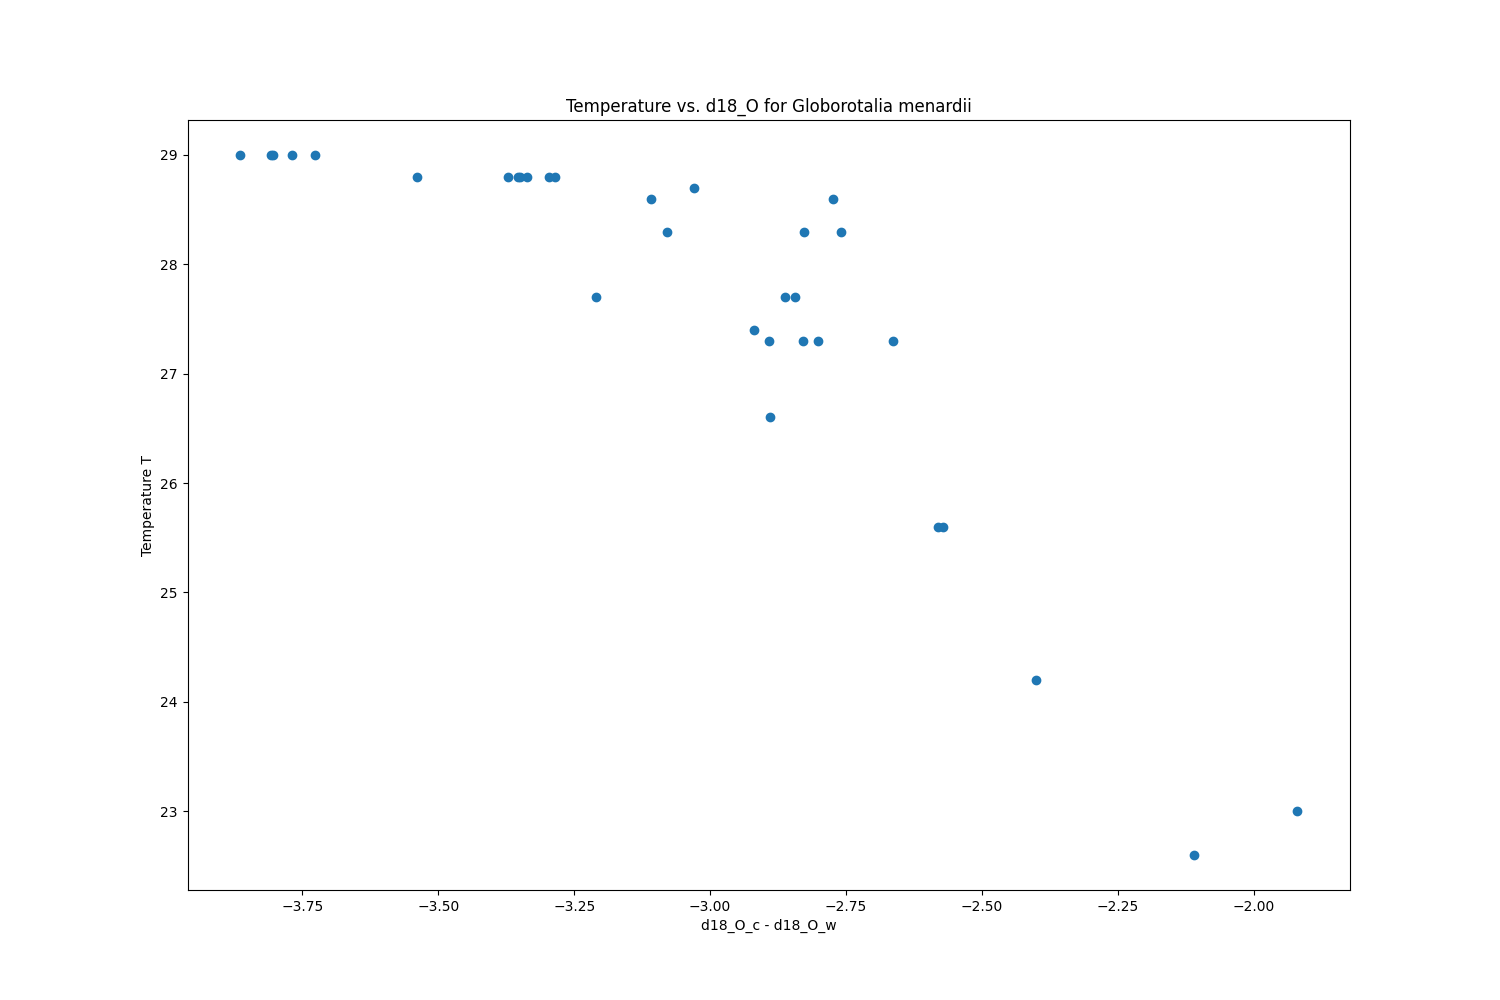 Temperature vs. d18_O for Globorotalia menardii
29
28
27
26
25
24
23
Temperature T
−3.75 −3.50 −3.25 −3.00 −2.75 −2.50 −2.25 −2.00
d18_O_c - d18_O_w